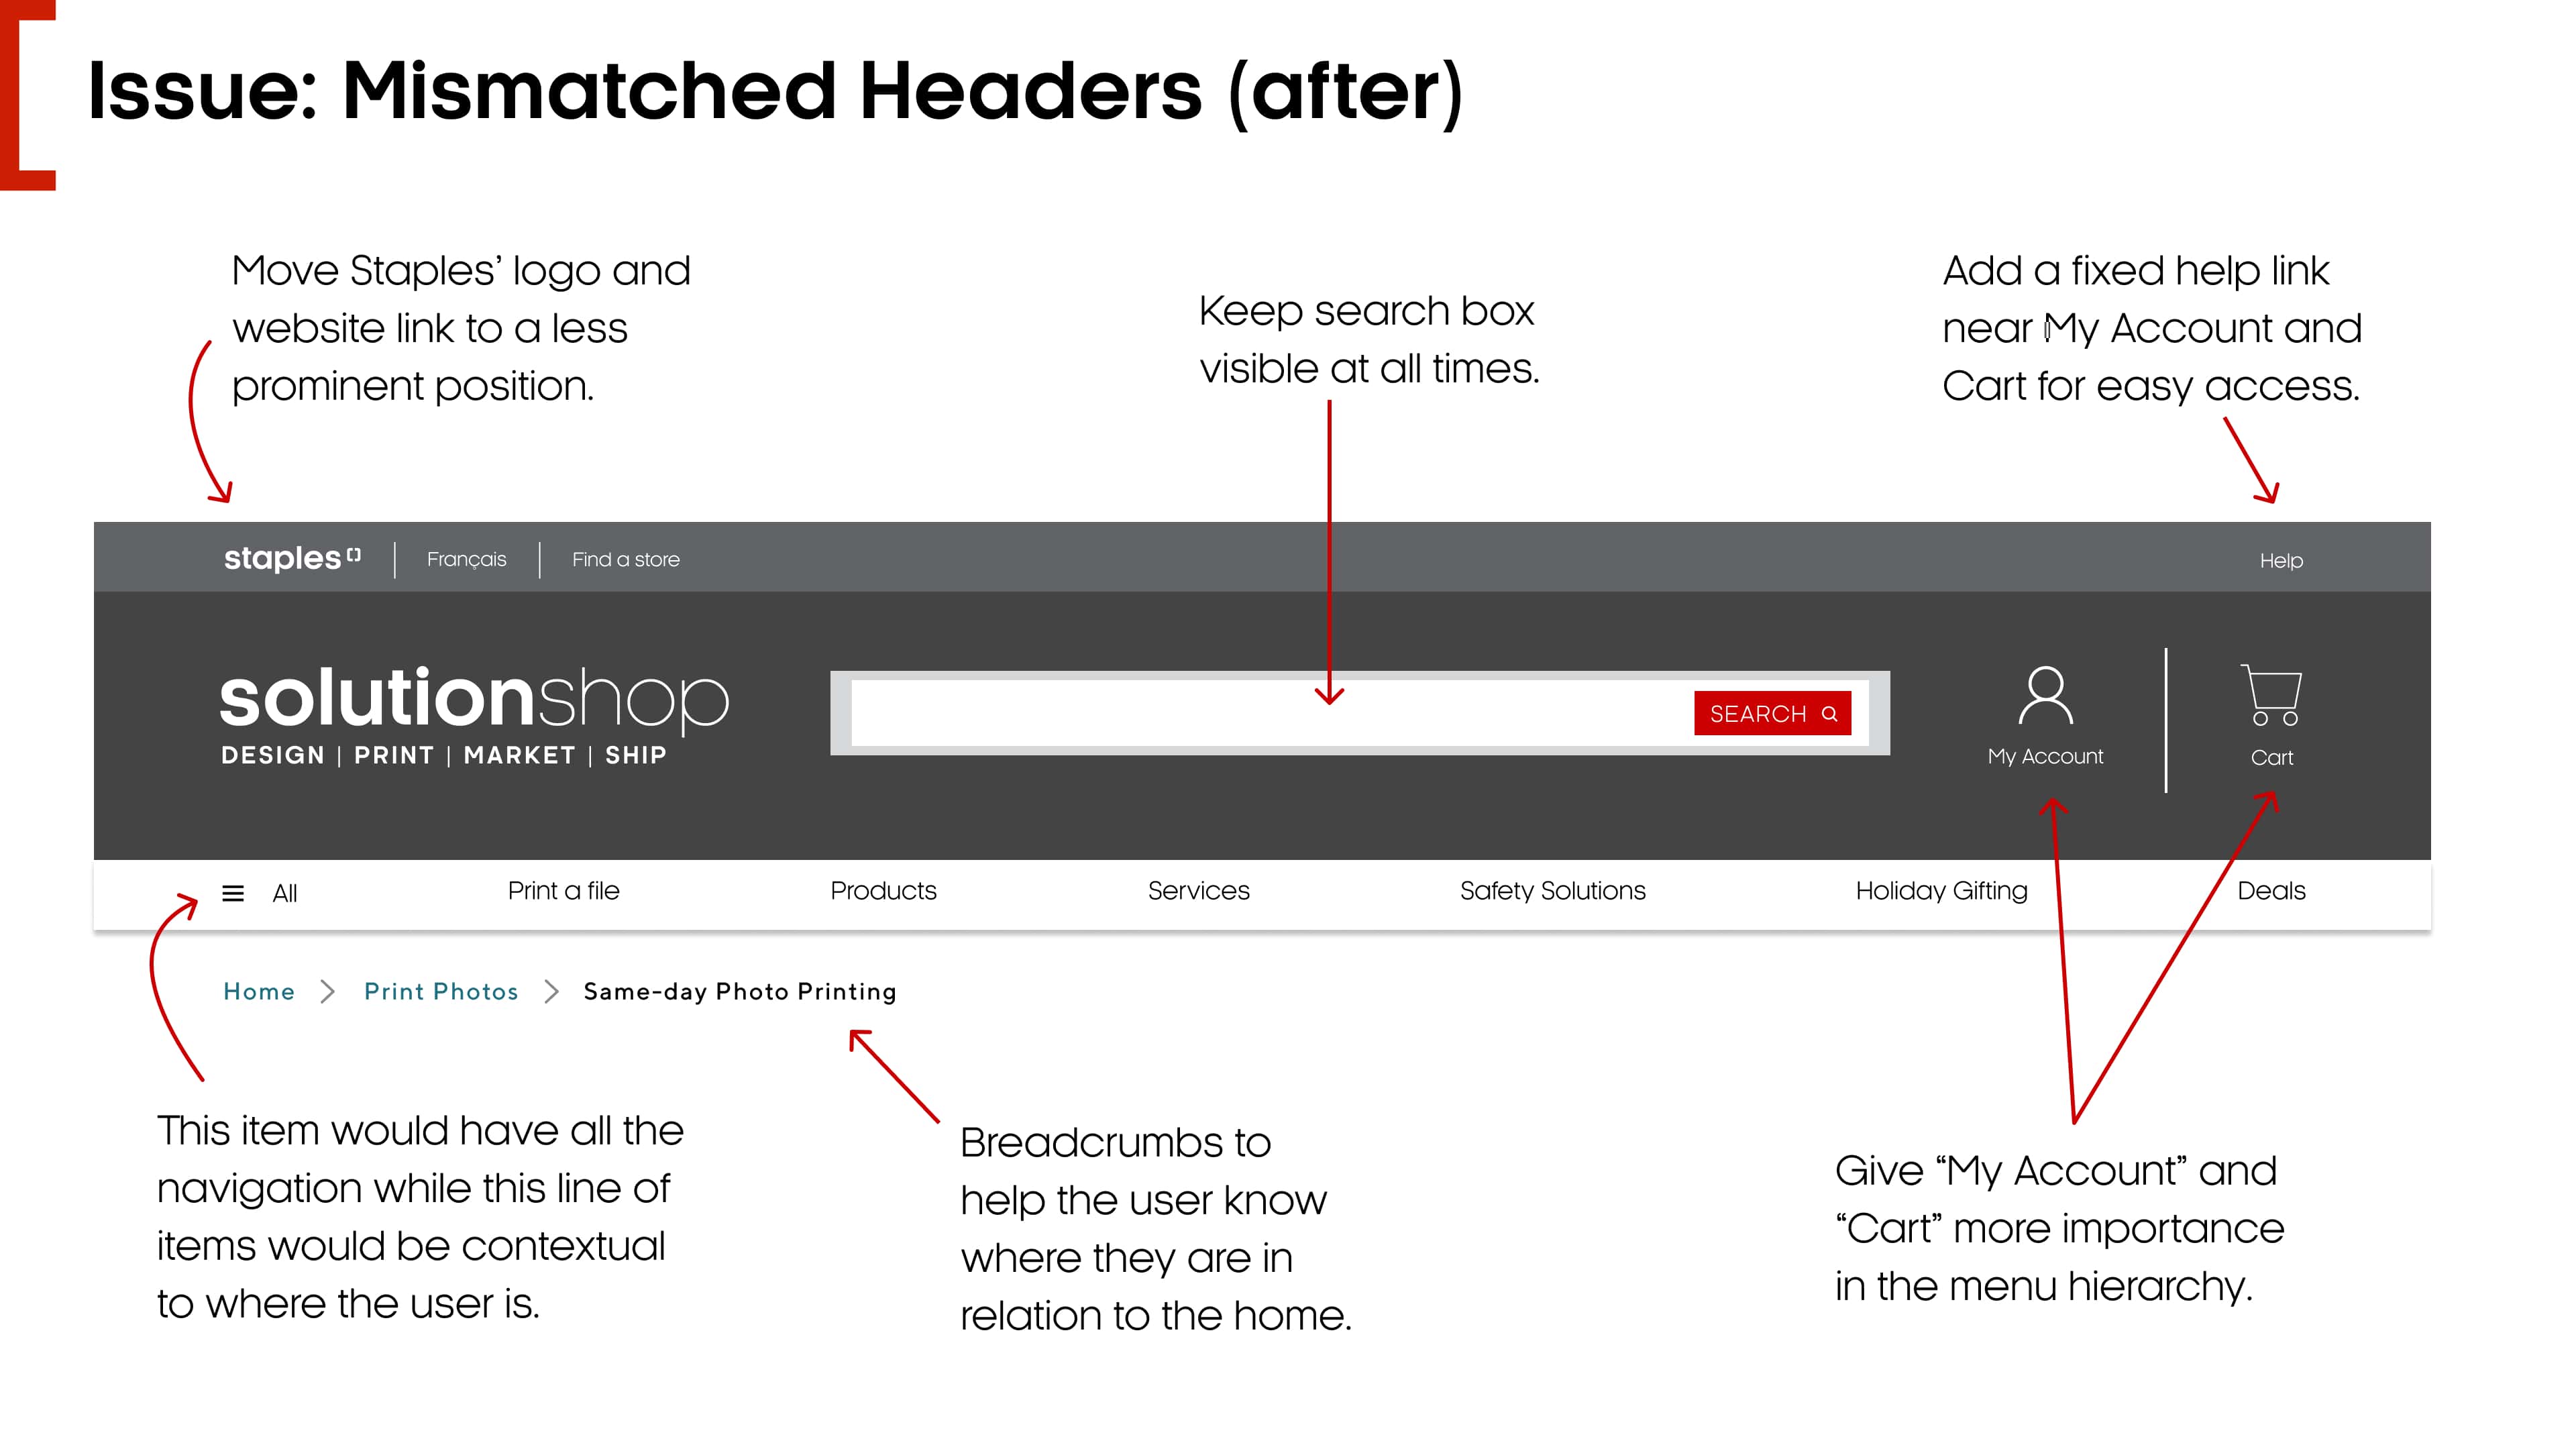 Issue: Mismatched Headers (after)
Move Staples’ logo and
website link to a less
prominent position.
Keep search box
visible at all times.
Add a fixed help link
near My Account and
Cart for easy access.
staples Français Find a store Help
solutionshop
DESIGN | PRINT | MARKET | SHIP
SEARCH
My Account
Cart
All Print a file Products Services Safety Solutions Holiday Gifting Deals
Home > Print Photos > Same-day Photo Printing
This item would have all the
navigation while this line of
items would be contextual
to where the user is.
Breadcrumbs to
help the user know
where they are in
relation to the home.
Give “My Account” and
“Cart” more importance
in the menu hierarchy.